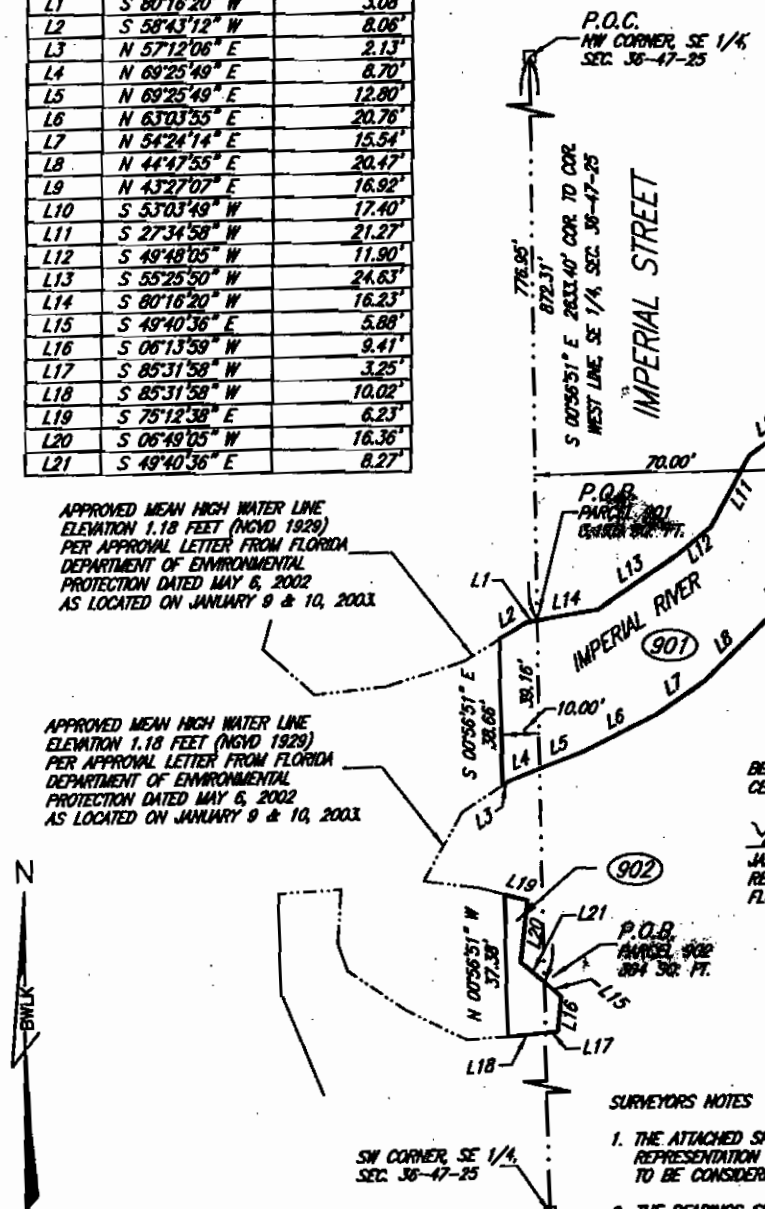 L1 S 80°16'20" W 3.08'
L2 S 58°43'12" W 8.06'
L3 N 57°12'06" E 2.13'
L4 N 69°25'49" E 8.70'
L5 N 69°25'49" E 12.80'
L6 N 63°03'55" E 20.76'
L7 N 54°24'14" E 15.54'
L8 N 44°47'55" E 20.47'
L9 N 43°27'07" E 16.92'
L10 S 53°03'49" W 17.40'
L11 S 27°34'58" W 21.27'
L12 S 49°48'05" W 11.90'
L13 S 55°25'50" W 24.63'
L14 S 80°16'20" W 16.23'
L15 S 49°40'36" E 5.88'
L16 S 06°13'59" W 9.41'
L17 S 85°31'58" W 3.25'
L18 S 85°31'58" W 10.02'
L19 S 75°12'38" E 6.23'
L20 S 06°49'05" W 16.36'
L21 S 49°40'36" E 8.27'
P.O.C.
NW CORNER, SE 1/4,
SEC. 36-47-25
776.95'
872.31'
S 00°56'51" E 2633.40' COR. TO COR.
WEST LINE, SE 1/4, SEC. 36-47-25
IMPERIAL STREET
70.00'
P.O.B.
PARCEL 901
SQ. FT.
APPROVED MEAN HIGH WATER LINE
ELEVATION 1.18 FEET (NGVD 1929)
PER APPROVAL LETTER FROM FLORIDA
DEPARTMENT OF ENVIRONMENTAL
PROTECTION DATED MAY 6, 2002
AS LOCATED ON JANUARY 9 & 10, 2003.
L1
L2
L14
L13
L12
L11
IMPERIAL RIVER
901
S 00°56'51" E
38.66'
39.16'
10.00'
L3
L4
L5
L6
L7
L8
APPROVED MEAN HIGH WATER LINE
ELEVATION 1.18 FEET (NGVD 1929)
PER APPROVAL LETTER FROM FLORIDA
DEPARTMENT OF ENVIRONMENTAL
PROTECTION DATED MAY 6, 2002
AS LOCATED ON JANUARY 9 & 10, 2003.
N
BWLK
902
L19
L20
L21
P.O.B.
PARCEL 902
SQ. FT.
N 00°56'51" W
37.38'
L15
L16
L17
L18
SW CORNER, SE 1/4,
SEC. 36-47-25
SURVEYORS NOTES
1. THE ATTACHED
REPRESENTATION
TO BE